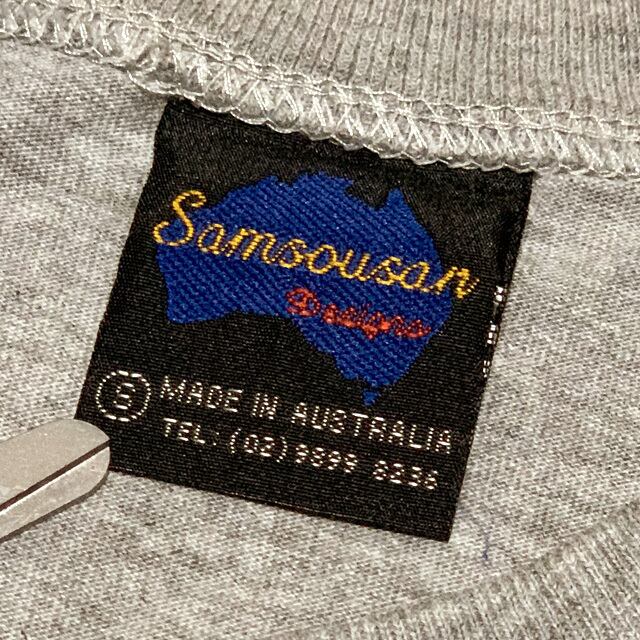 Samsousan
Designs
MADE IN AUSTRALIA
TEL: (02)